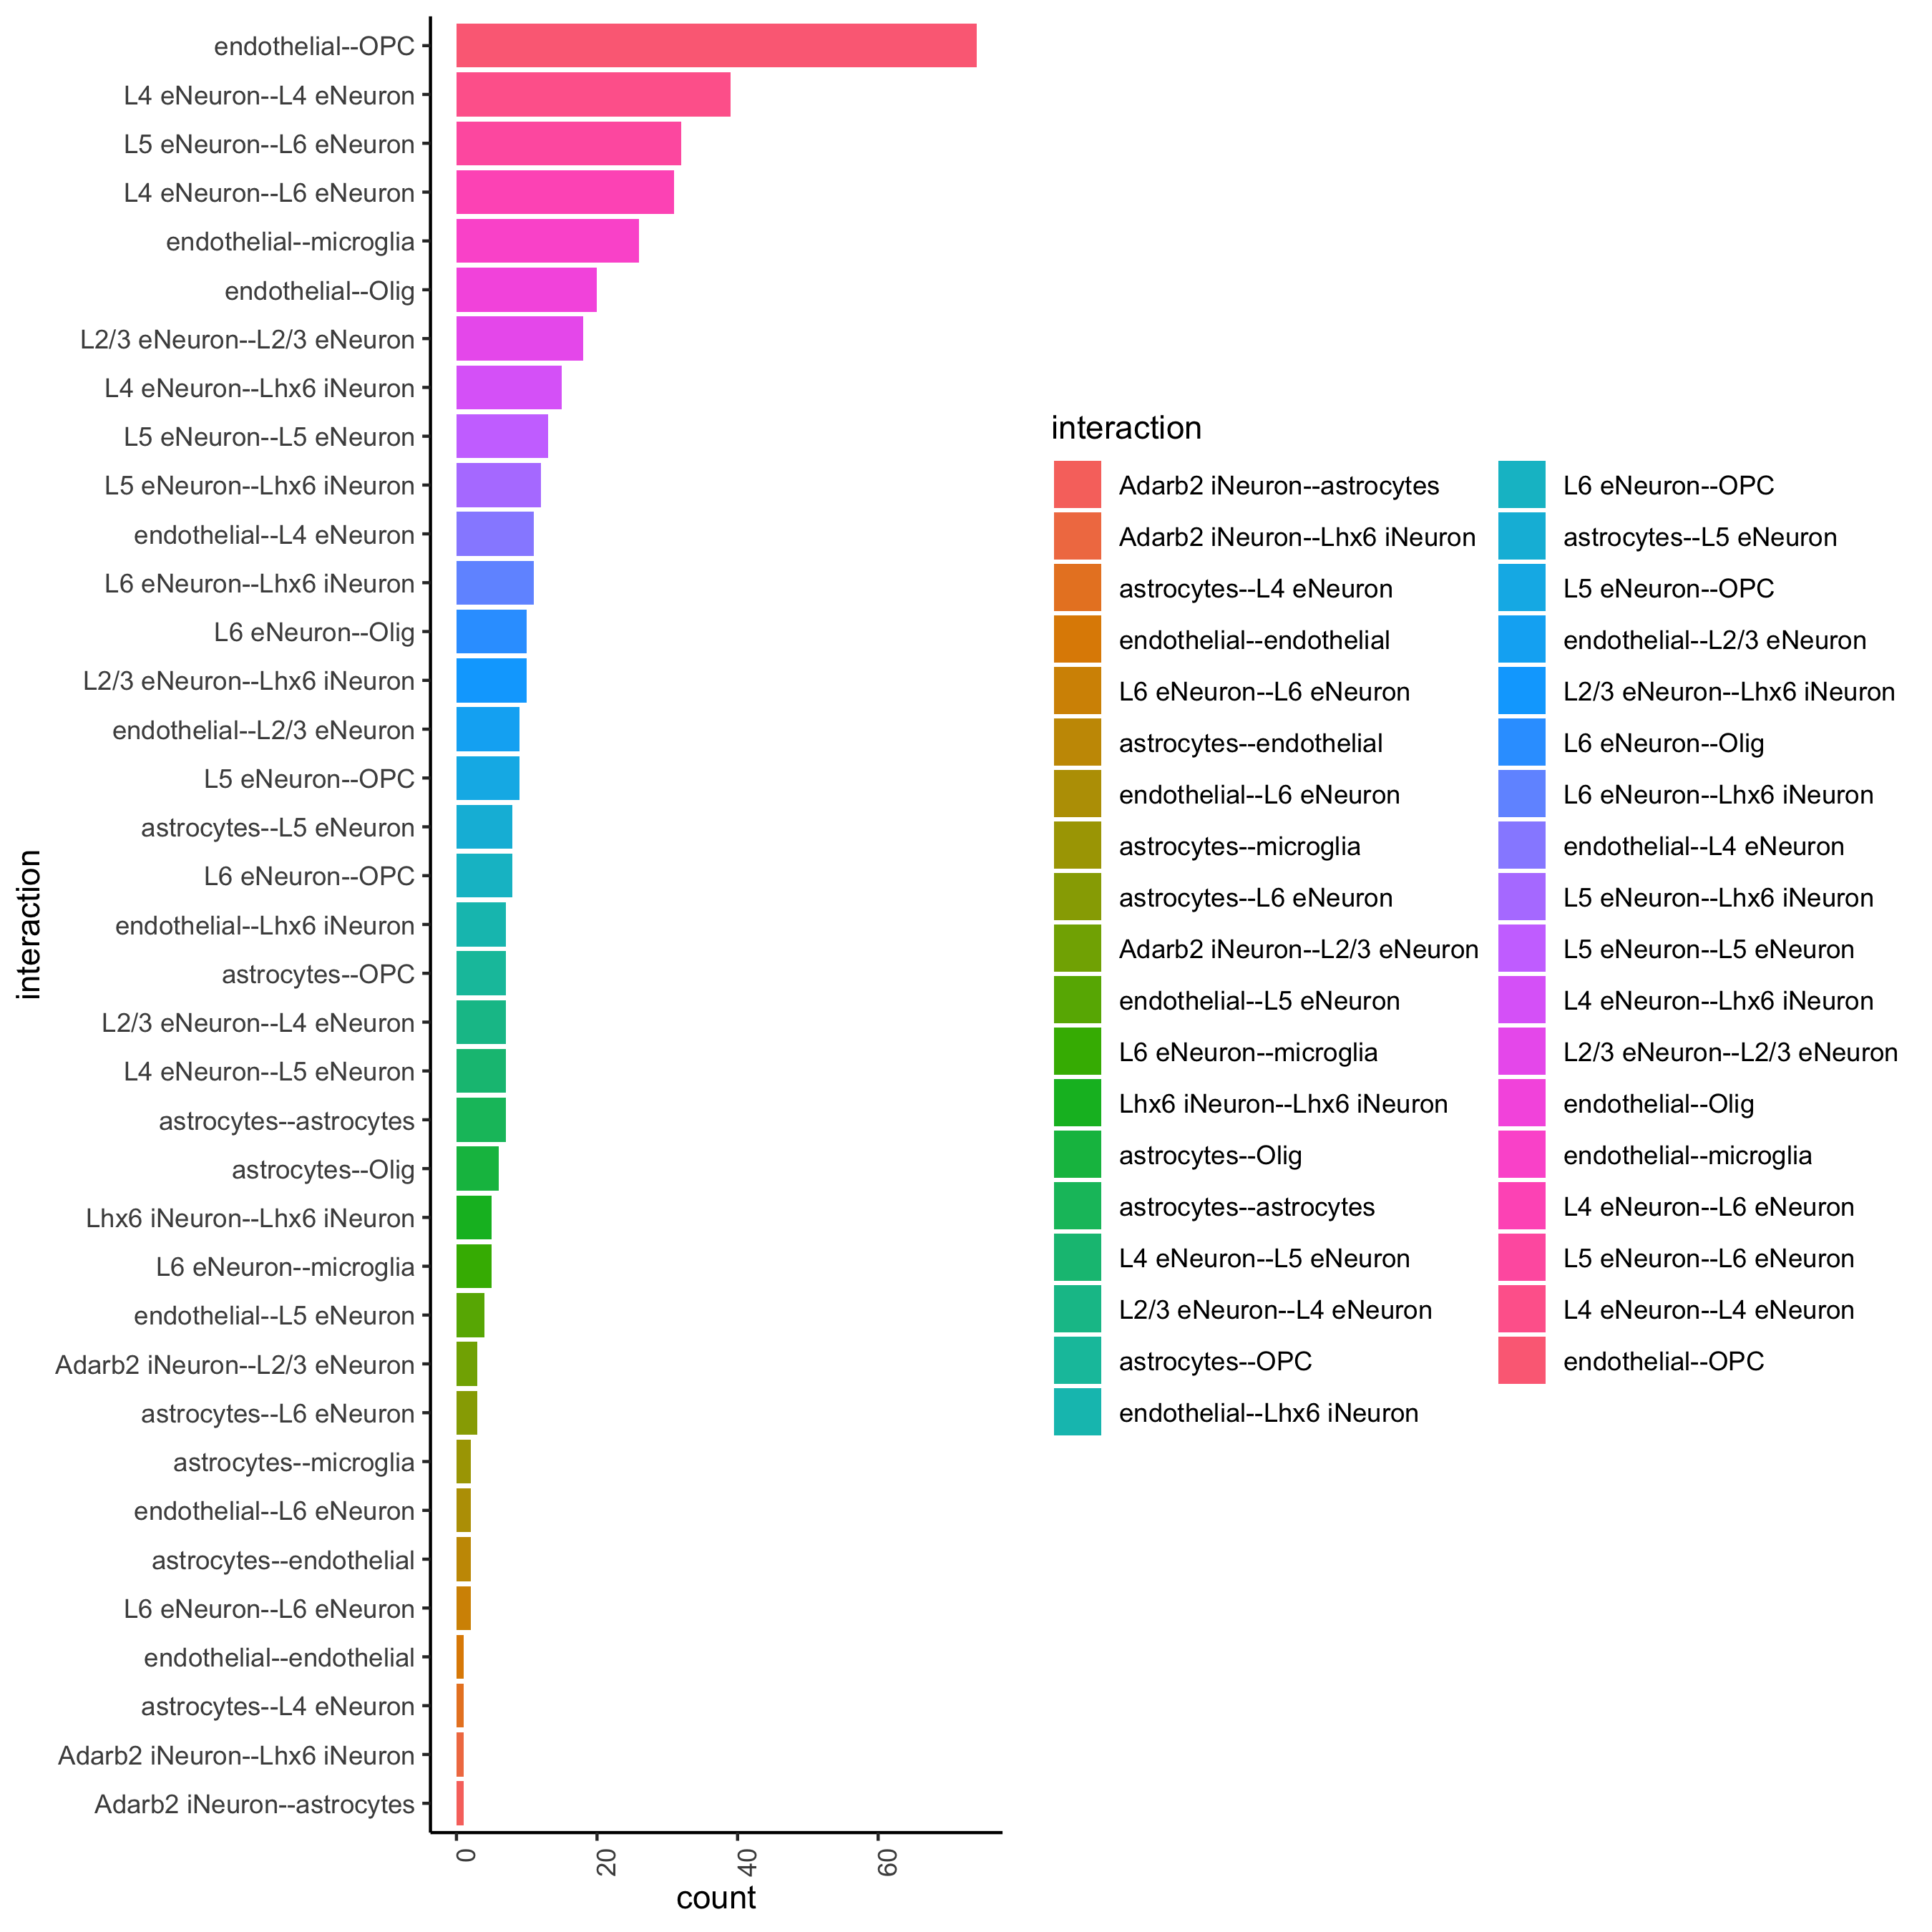 endothelial--OPC
L4 eNeuron--L4 eNeuron
L5 eNeuron--L6 eNeuron
L4 eNeuron--L6 eNeuron
endothelial--microglia
endothelial--Olig
L2/3 eNeuron--L2/3 eNeuron
L4 eNeuron--Lhx6 iNeuron
L5 eNeuron--L5 eNeuron
L5 eNeuron--Lhx6 iNeuron
endothelial--L4 eNeuron
L6 eNeuron--Lhx6 iNeuron
L6 eNeuron--Olig
L2/3 eNeuron--Lhx6 iNeuron
endothelial--L2/3 eNeuron
L5 eNeuron--OPC
astrocytes--L5 eNeuron
L6 eNeuron--OPC
endothelial--Lhx6 iNeuron
astrocytes--OPC
L2/3 eNeuron--L4 eNeuron
L4 eNeuron--L5 eNeuron
astrocytes--astrocytes
astrocytes--Olig
Lhx6 iNeuron--Lhx6 iNeuron
L6 eNeuron--microglia
endothelial--L5 eNeuron
Adarb2 iNeuron--L2/3 eNeuron
astrocytes--L6 eNeuron
astrocytes--microglia
endothelial--L6 eNeuron
astrocytes--endothelial
L6 eNeuron--L6 eNeuron
endothelial--endothelial
astrocytes--L4 eNeuron
Adarb2 iNeuron--Lhx6 iNeuron
Adarb2 iNeuron--astrocytes
interaction
0
20
40
60
count
interaction
Adarb2 iNeuron--astrocytes
Adarb2 iNeuron--Lhx6 iNeuron
astrocytes--L4 eNeuron
endothelial--endothelial
L6 eNeuron--L6 eNeuron
astrocytes--endothelial
endothelial--L6 eNeuron
astrocytes--microglia
astrocytes--L6 eNeuron
Adarb2 iNeuron--L2/3 eNeuron
endothelial--L5 eNeuron
L6 eNeuron--microglia
Lhx6 iNeuron--Lhx6 iNeuron
astrocytes--Olig
astrocytes--astrocytes
L4 eNeuron--L5 eNeuron
L2/3 eNeuron--L4 eNeuron
astrocytes--OPC
endothelial--Lhx6 iNeuron
L6 eNeuron--OPC
astrocytes--L5 eNeuron
L5 eNeuron--OPC
endothelial--L2/3 eNeuron
L2/3 eNeuron--Lhx6 iNeuron
L6 eNeuron--Olig
L6 eNeuron--Lhx6 iNeuron
endothelial--L4 eNeuron
L5 eNeuron--Lhx6 iNeuron
L5 eNeuron--L5 eNeuron
L4 eNeuron--Lhx6 iNeuron
L2/3 eNeuron--L2/3 eNeuron
endothelial--Olig
endothelial--microglia
L4 eNeuron--L6 eNeuron
L5 eNeuron--L6 eNeuron
L4 eNeuron--L4 eNeuron
endothelial--OPC